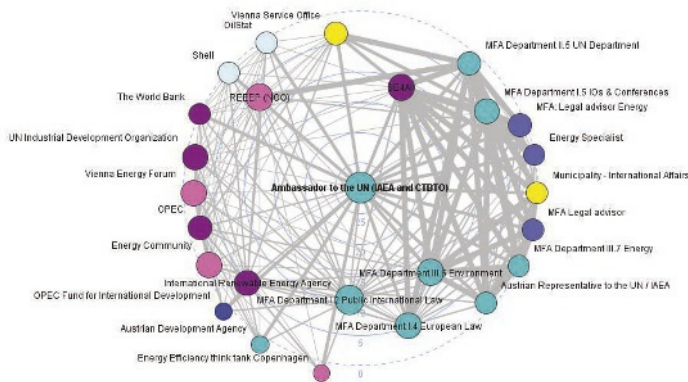 Vienna Service Office
OilStat
MFA Department II.5 UN Department
Shell
REEEP (NGO)
SE4All
MFA Department I.5 IOs & Conferences
The World Bank
MFA: Legal advisor Energy
UN Industrial Development Organization
Energy Specialist
Vienna Energy Forum
Municipality - International Affairs
Ambassador to the UN (IAEA and CTBTO)
OPEC
MFA Legal advisor
Energy Community
MFA Department III.7 Energy
MFA Department III.6 Environment
International Renewable Energy Agency
Austrian Representative to the UN / IAEA
OPEC Fund for International Development
MFA Department I.2 Public International Law
Austrian Development Agency
MFA Department I.4 European Law
Energy Efficiency think tank Copenhagen
5
0